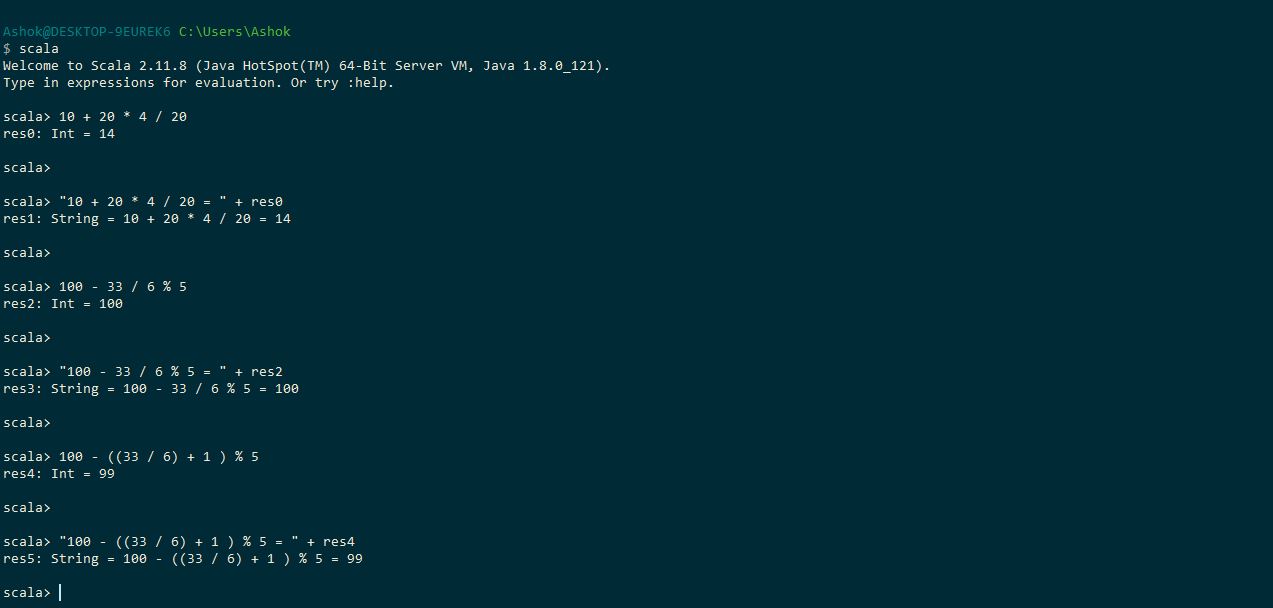 Ashok@DESKTOP-9EUREK6 C:\Users\Ashok
$ scala
Welcome to Scala 2.11.8 (Java HotSpot(TM) 64-Bit Server VM, Java 1.8.0_121).
Type in expressions for evaluation. Or try :help.
scala> 10 + 20 * 4 / 20
res0: Int = 14
scala>
scala> "10 + 20 * 4 / 20 = " + res0
res1: String = 10 + 20 * 4 / 20 = 14
scala>
scala> 100 - 33 / 6 % 5
res2: Int = 100
scala>
scala> "100 - 33 / 6 % 5 = " + res2
res3: String = 100 - 33 / 6 % 5 = 100
scala>
scala> 100 - ((33 / 6) + 1 ) % 5
res4: Int = 99
scala>
scala> "100 - ((33 / 6) + 1 ) % 5 = " + res4
res5: String = 100 - ((33 / 6) + 1 ) % 5 = 99
scala>